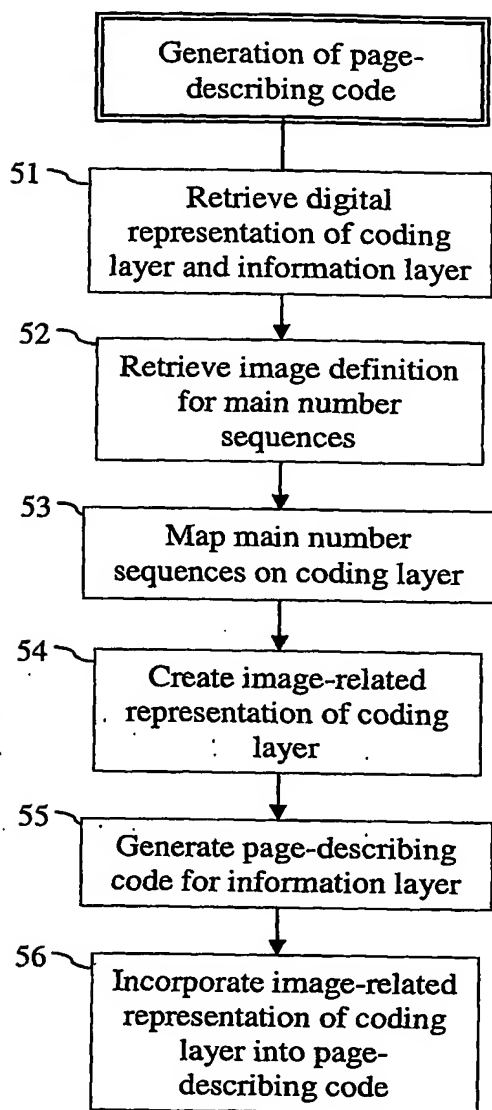 Generation of page-
describing code
51
Retrieve digital
representation of coding
layer and information layer
52
Retrieve image definition
for main number
sequences
53
Map main number
sequences on coding layer
54
Create image-related
representation of coding
layer
55
Generate page-describing
code for information layer
56
Incorporate image-related
representation of coding
layer into page-
describing code